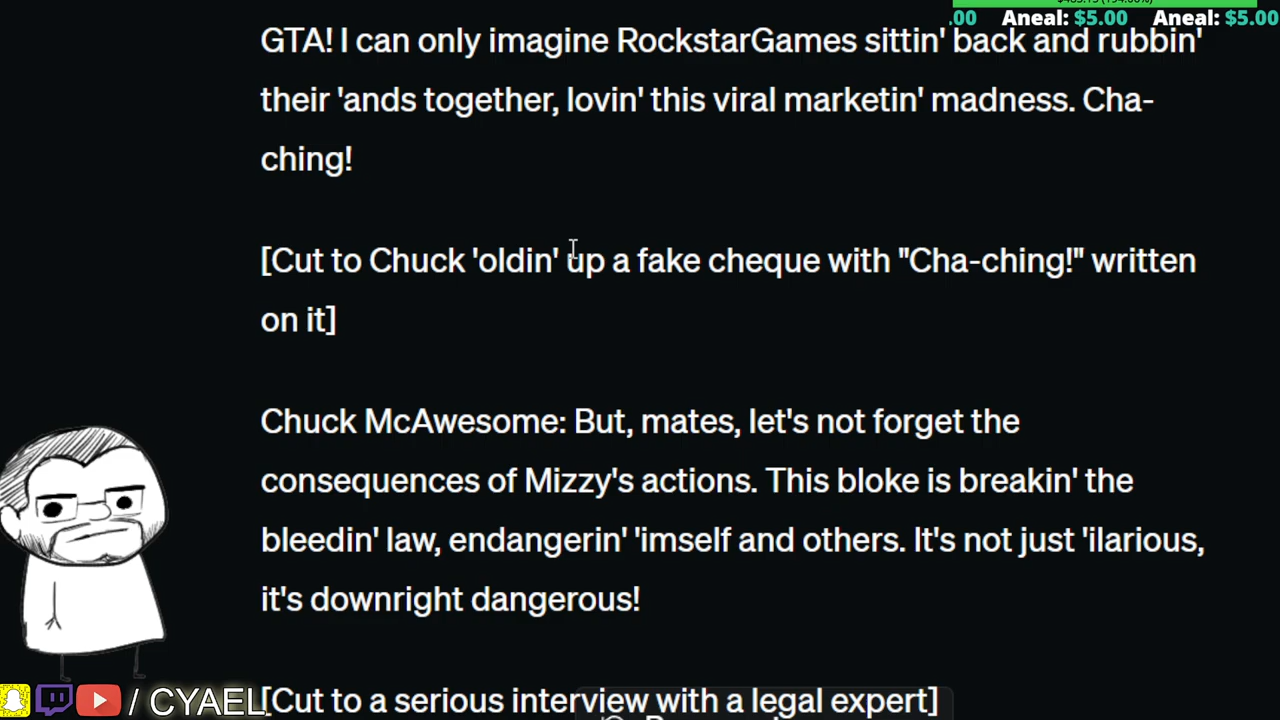 .00 Aneal: $5.00 Aneal: $5.00
GTA! I can only imagine RockstarGames sittin' back and rubbin'
their 'ands together, lovin' this viral marketin' madness. Cha-
ching!
[Cut to Chuck 'oldin' up a fake cheque with "Cha-ching!" written
on it]
Chuck McAwesome: But, mates, let's not forget the
consequences of Mizzy's actions. This bloke is breakin' the
bleedin' law, endangerin' 'imself and others. It's not just 'ilarious,
it's downright dangerous!
/ CYAEL
[Cut to a serious interview with a legal expert]